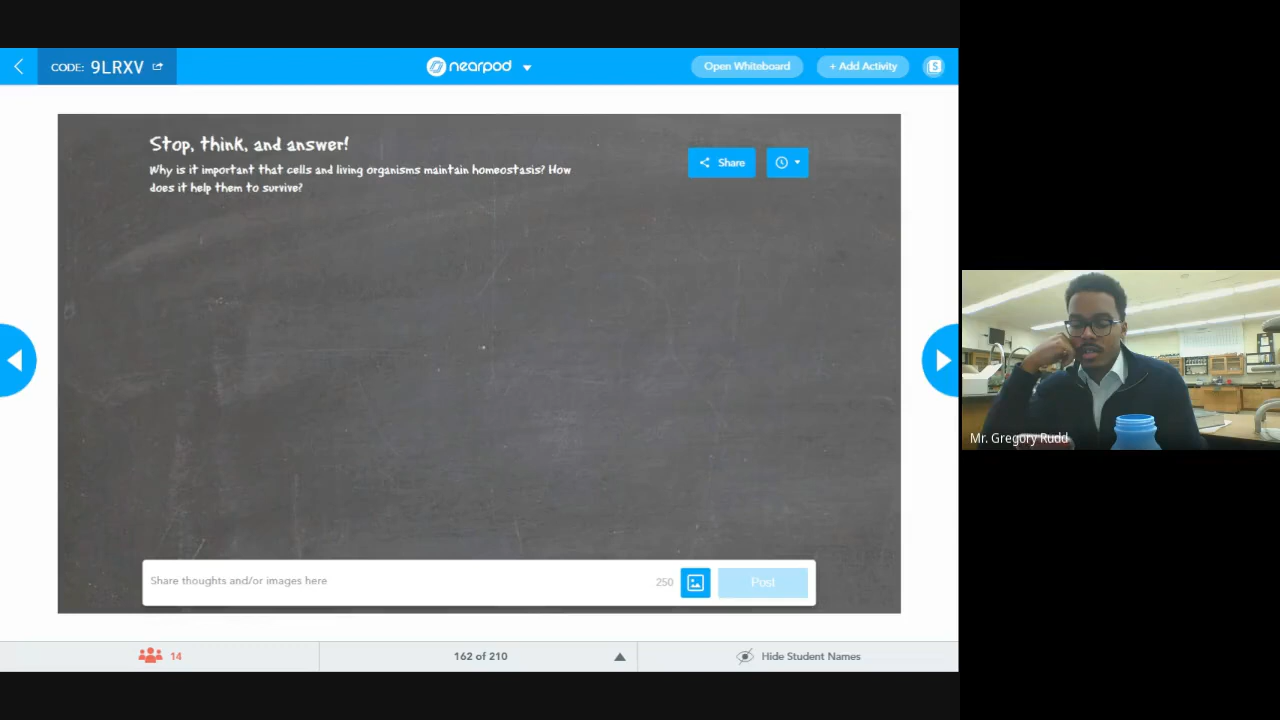 CODE: 9LRXV
nearpod
Open Whiteboard
+ Add Activity
S
Stop, think, and answer!
Why is it important that cells and living organisms maintain homeostasis? How
does it help them to survive?
Share
Share thoughts and/or images here
250
Post
14
162 of 210
Hide Student Names
Mr. Gregory Rudd